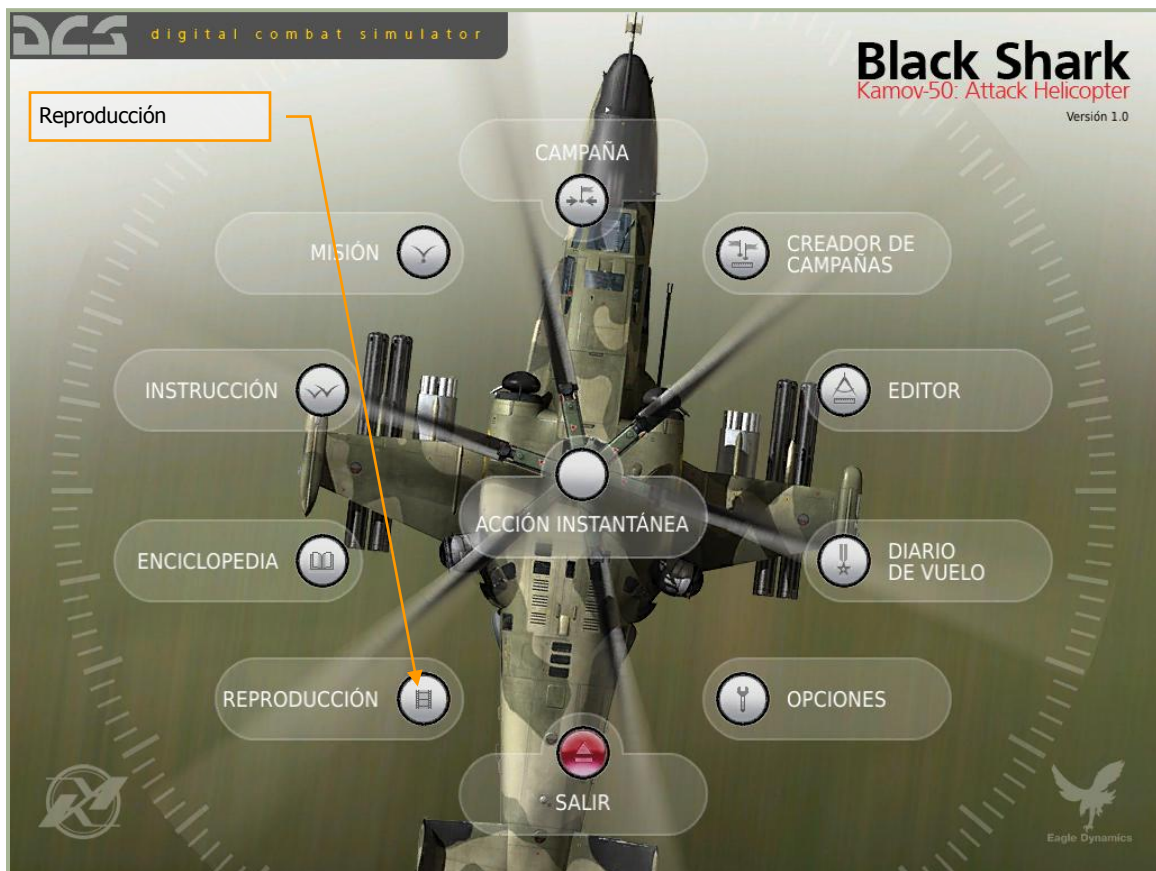 DCS digital combat simulator
Black Shark
Kamov-50: Attack Helicopter
Versión 1.0
Reproducción
CAMPAÑA
MISIÓN
CREADOR DE
CAMPAÑAS
INSTRUCCIÓN
EDITOR
ACCIÓN INSTANTÁNEA
ENCICLOPEDIA
DIARIO
DE VUELO
REPRODUCCIÓN
OPCIONES
SALIR
Eagle Dynamics